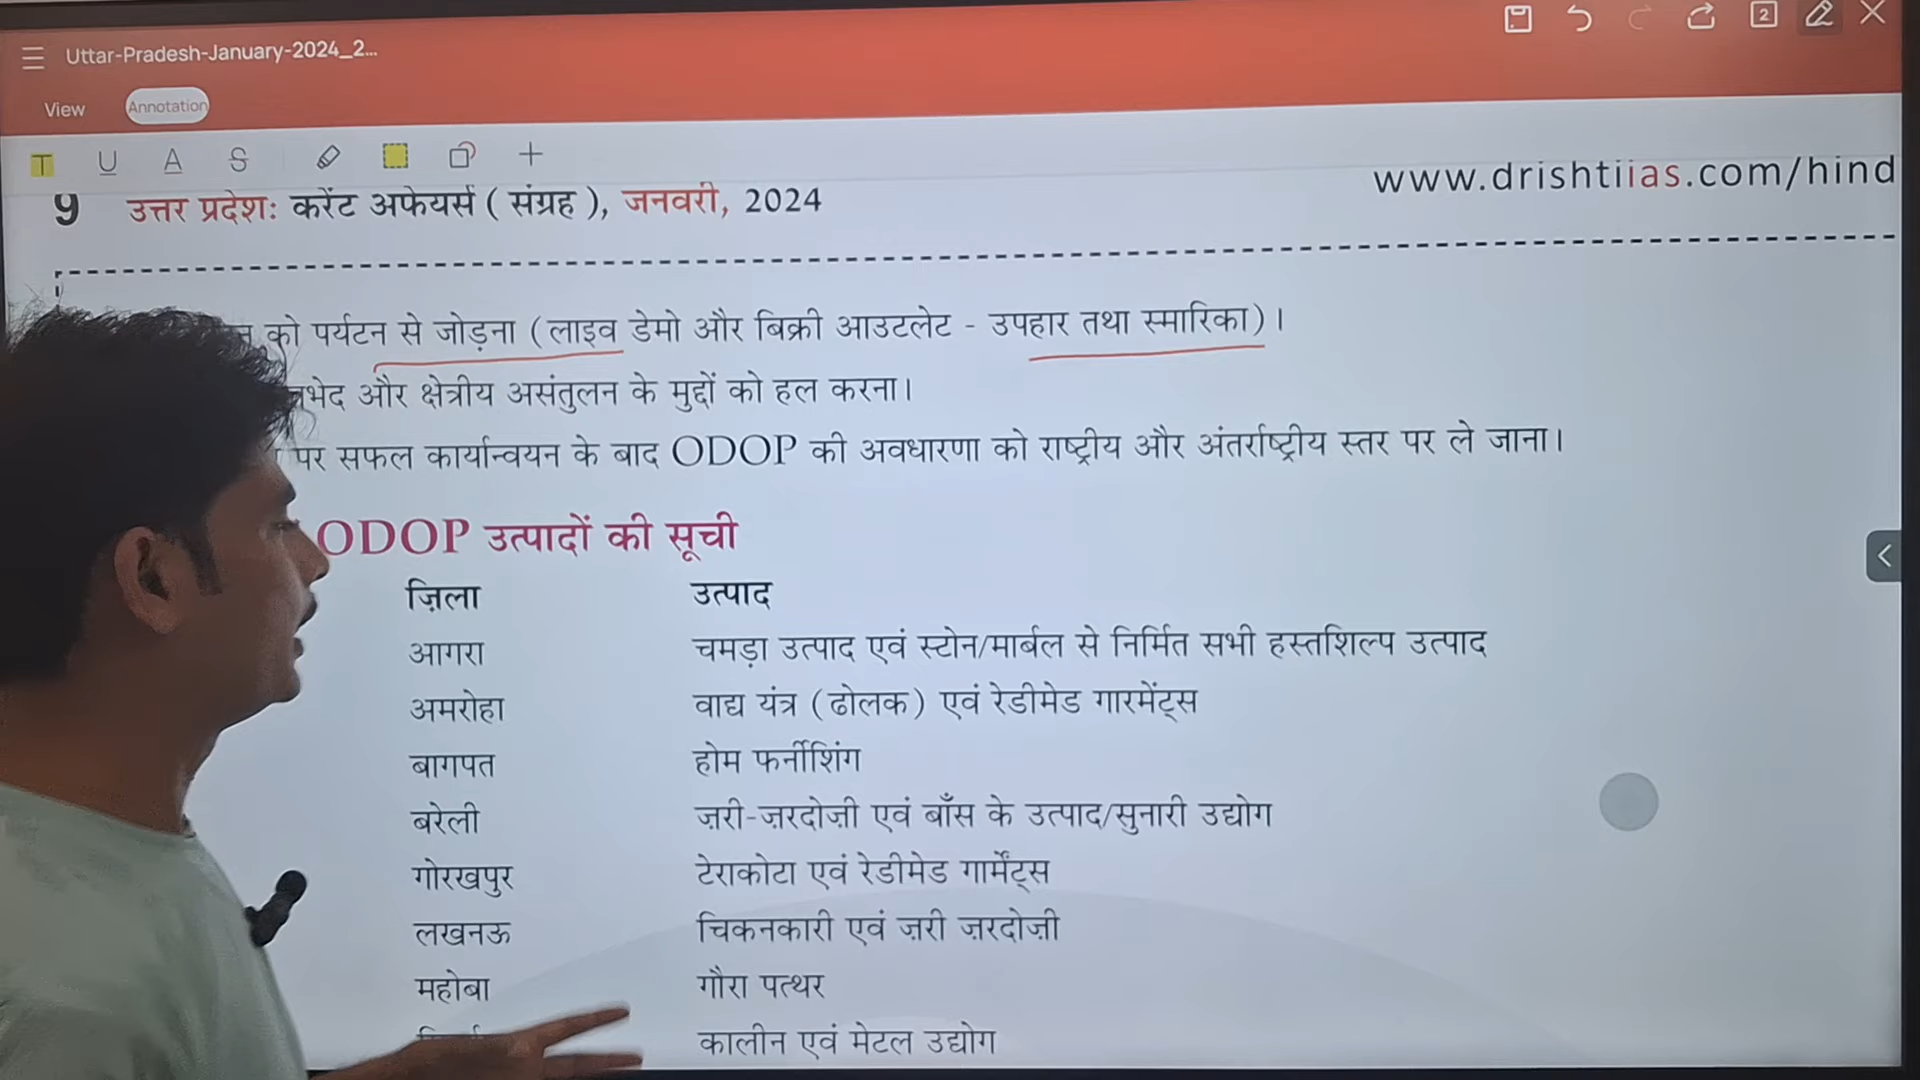 Uttar-Pradesh-January-2024_2...
View Annotation
T U A S
9 उत्तर प्रदेश: करेंट अफेयर्स ( संग्रह ), जनवरी, 2024
www.drishtiias.com/hind
को पर्यटन से जोड़ना (लाइव डेमो और बिक्री आउटलेट - उपहार तथा स्मारिका)।
और क्षेत्रीय असंतुलन के मुद्दों को हल करना।
पर सफल कार्यान्वयन के बाद ODOP की अवधारणा को राष्ट्रीय और अंतर्राष्ट्रीय स्तर पर ले जाना।
ODOP उत्पादों की सूची
ज़िला उत्पाद
आगरा चमड़ा उत्पाद एवं स्टोन/मार्बल से निर्मित सभी हस्तशिल्प उत्पाद
अमरोहा वाद्य यंत्र (ढोलक) एवं रेडीमेड गारमेंट्स
बागपत होम फर्नीशिंग
बरेली ज़री-ज़रदोज़ी एवं बाँस के उत्पाद/सुनारी उद्योग
गोरखपुर टेराकोटा एवं रेडीमेड गार्मेंट्स
लखनऊ चिकनकारी एवं ज़री ज़रदोज़ी
महोबा गौरा पत्थर
कालीन एवं मेटल उद्योग